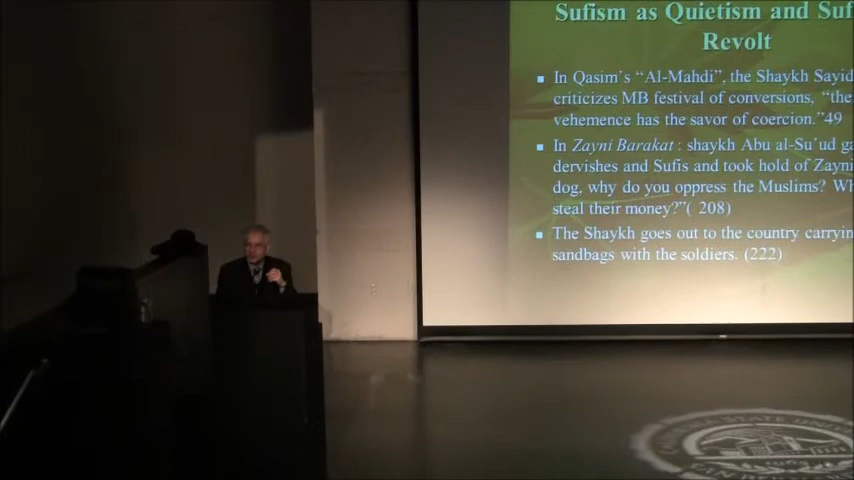 Sufism as Quietism and Suf
Revolt
▪ In Qasim's “Al-Mahdi”, the Shaykh Sayid
criticizes MB festival of conversions, “the
vehemence has the savor of coercion.”49
▪ In Zayni Barakat : shaykh Abu al-Su'ud ga
dervishes and Sufis and took hold of Zayni
dog, why do you oppress the Muslims? Wh
steal their money?”( 208)
▪ The Shaykh goes out to the country carryin
sandbags with the soldiers. (222)
STATE
1965